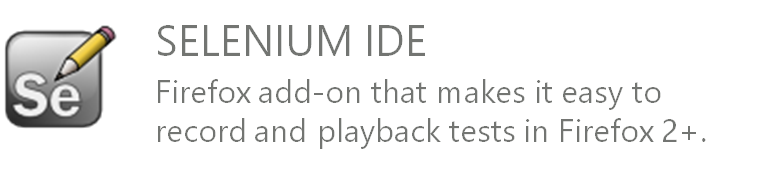 SELENIUM IDE
Se
Firefox add-on that makes it easy to
record and playback tests in Firefox 2+.